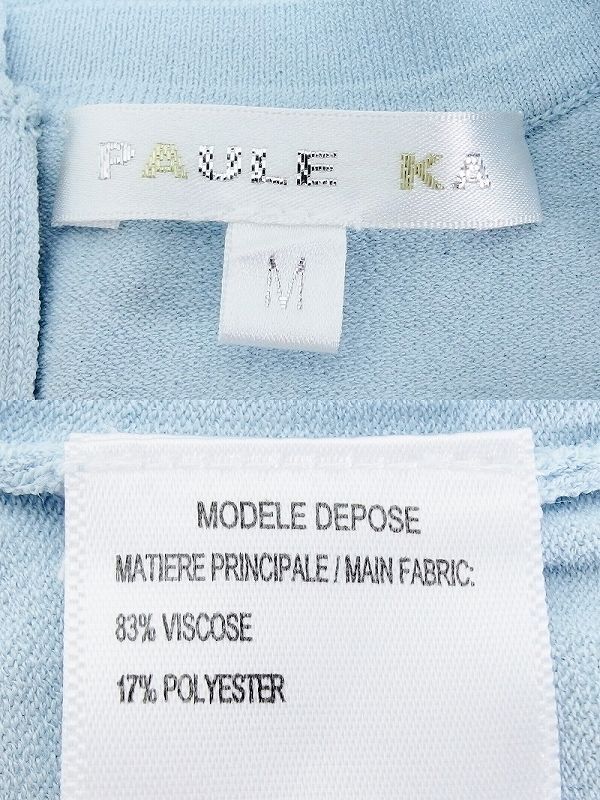 PAULE KA
M
MODELE DEPOSE
MATIERE PRINCIPALE / MAIN FABRIC:
83% VISCOSE
17% POLYESTER